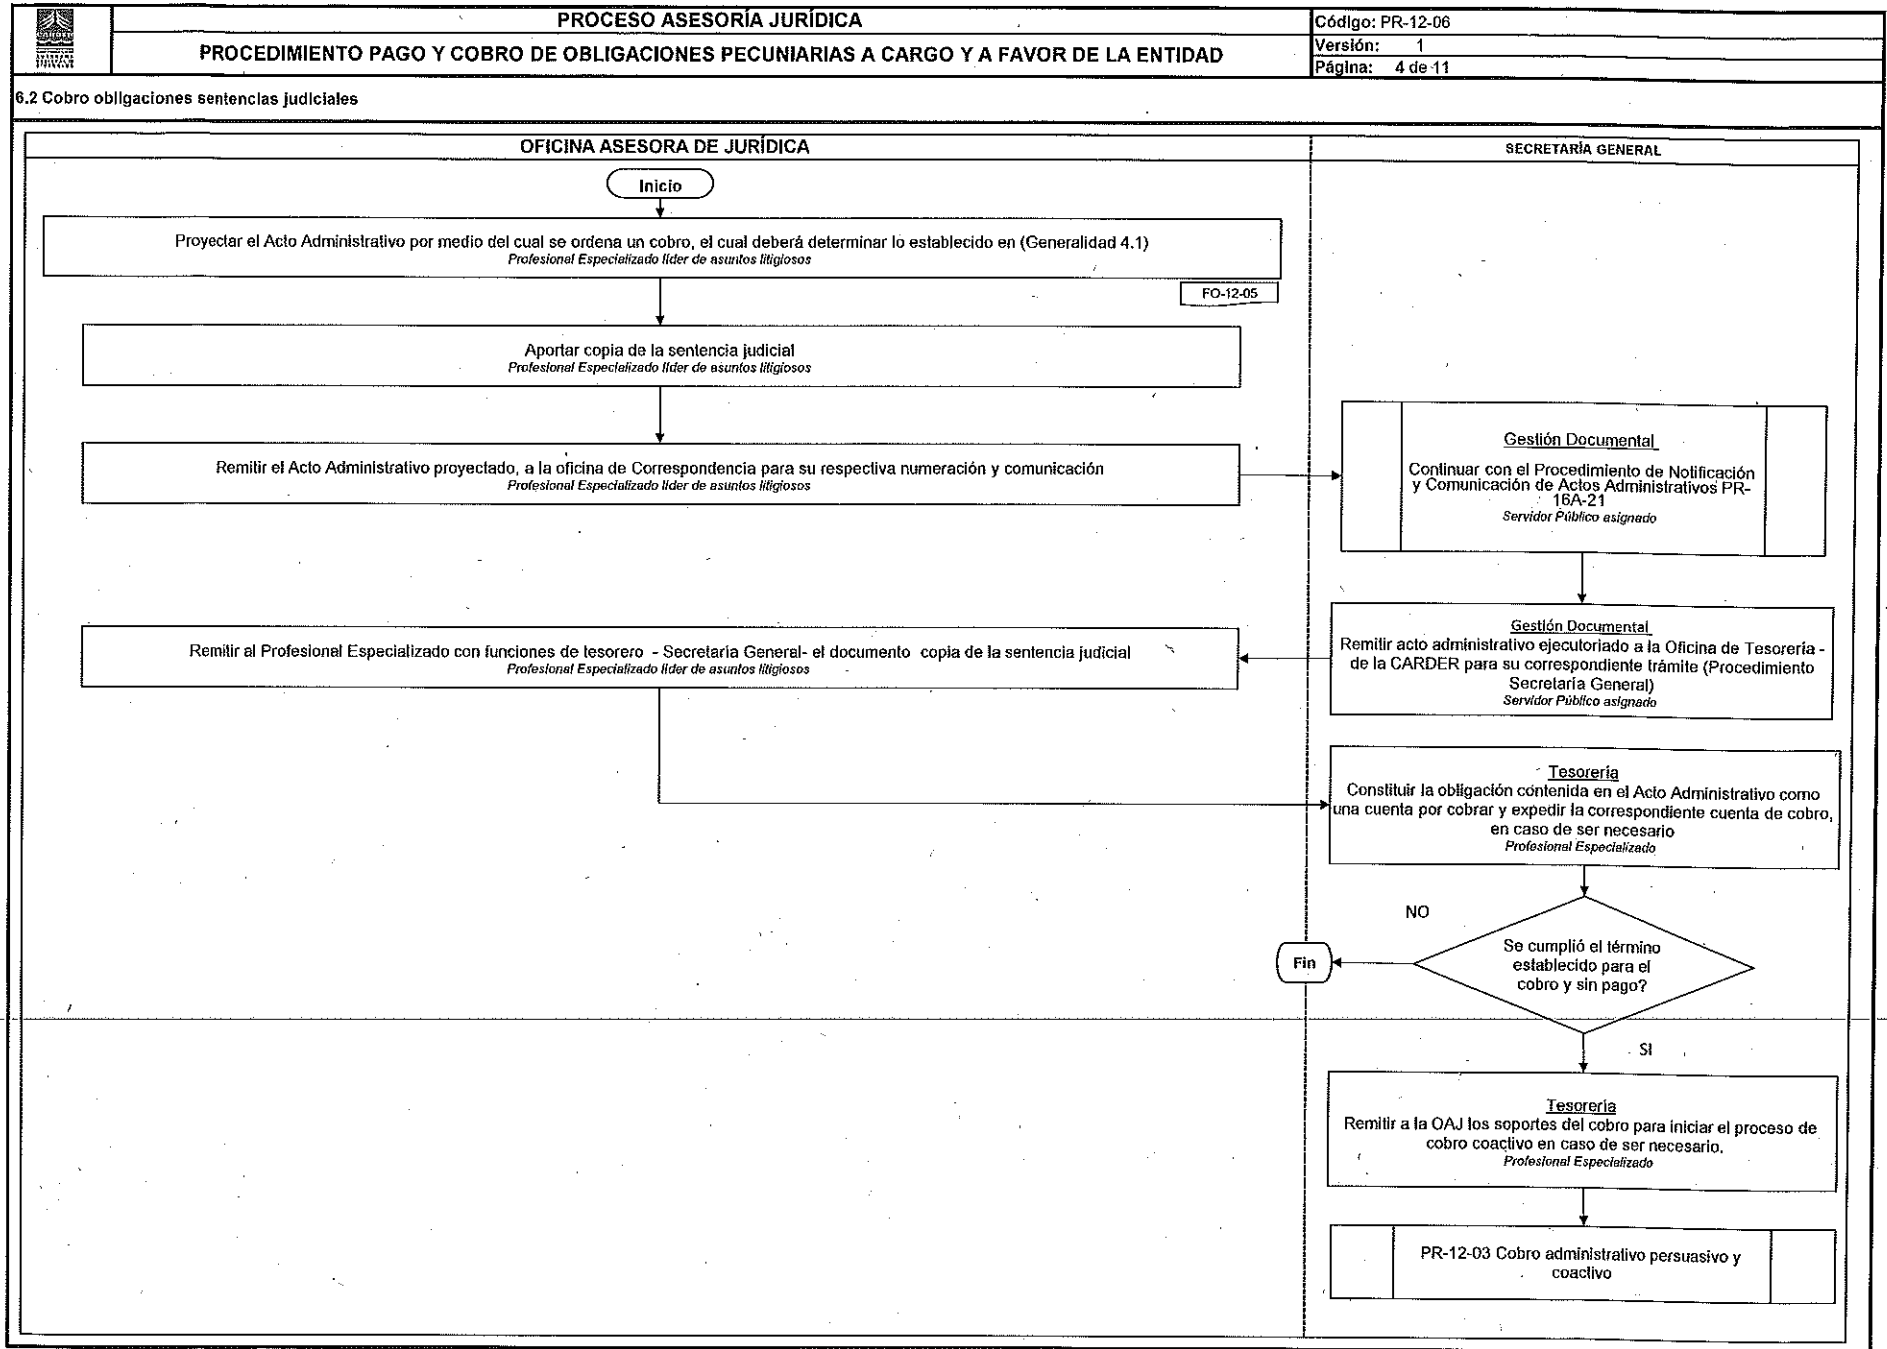 PROCESO ASESORÍA JURÍDICA
PROCEDIMIENTO PAGO Y COBRO DE OBLIGACIONES PECUNIARIAS A CARGO Y A FAVOR DE LA ENTIDAD
Código: PR-12-06
Versión: 1
Página: 4 de 11
6.2 Cobro obligaciones sentencias judiciales
OFICINA ASESORA DE JURÍDICA
SECRETARÍA GENERAL
Inicio
Proyectar el Acto Administrativo por medio del cual se ordena un cobro, el cual deberá determinar lo establecido en (Generalidad 4.1)
Profesional Especializado líder de asuntos litigiosos
FO-12-05
Aportar copia de la sentencia judicial
Profesional Especializado líder de asuntos litigiosos
Remitir el Acto Administrativo proyectado, a la oficina de Correspondencia para su respectiva numeración y comunicación
Profesional Especializado líder de asuntos litigiosos
Gestión Documental
Continuar con el Procedimiento de Notificación
y Comunicación de Actos Administrativos PR-
16A-21
Servidor Público asignado
Gestión Documental
Remitir acto administrativo ejecutoriado a la Oficina de Tesorería -
de la CARDER para su correspondiente trámite (Procedimiento
Secretaría General)
Servidor Público asignado
Remitir al Profesional Especializado con funciones de tesorero - Secretaría General- el documento copia de la sentencia judicial
Profesional Especializado líder de asuntos litigiosos
Tesorería
Constituir la obligación contenida en el Acto Administrativo como
una cuenta por cobrar y expedir la correspondiente cuenta de cobro,
en caso de ser necesario
Profesional Especializado
NO
Se cumplió el término
establecido para el
cobro y sin pago?
Fin
SI
Tesorería
Remitir a la OAJ los soportes del cobro para iniciar el proceso de
cobro coactivo en caso de ser necesario.
Profesional Especializado
PR-12-03 Cobro administrativo persuasivo y
coactivo